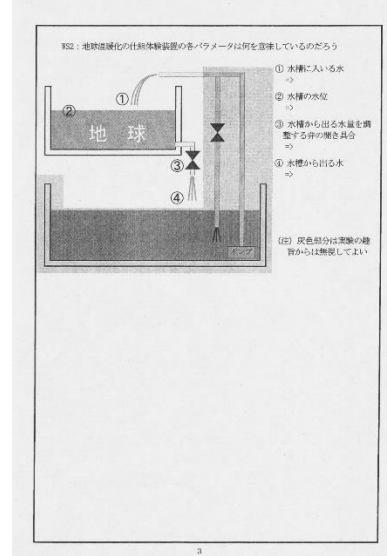 WS2：地球温暖化の仕組体験装置の各パラメータは何を意味しているのだろう
① 水槽に入いる水
=>
② 水槽の水位
=>
③ 水槽から出る水量を調
整する弁の開き具合
=>
④ 水槽から出る水
=>
(注) 灰色部分は実験の趣
旨からは無視してよい
①
②
地 球
③
④
ポンプ
3